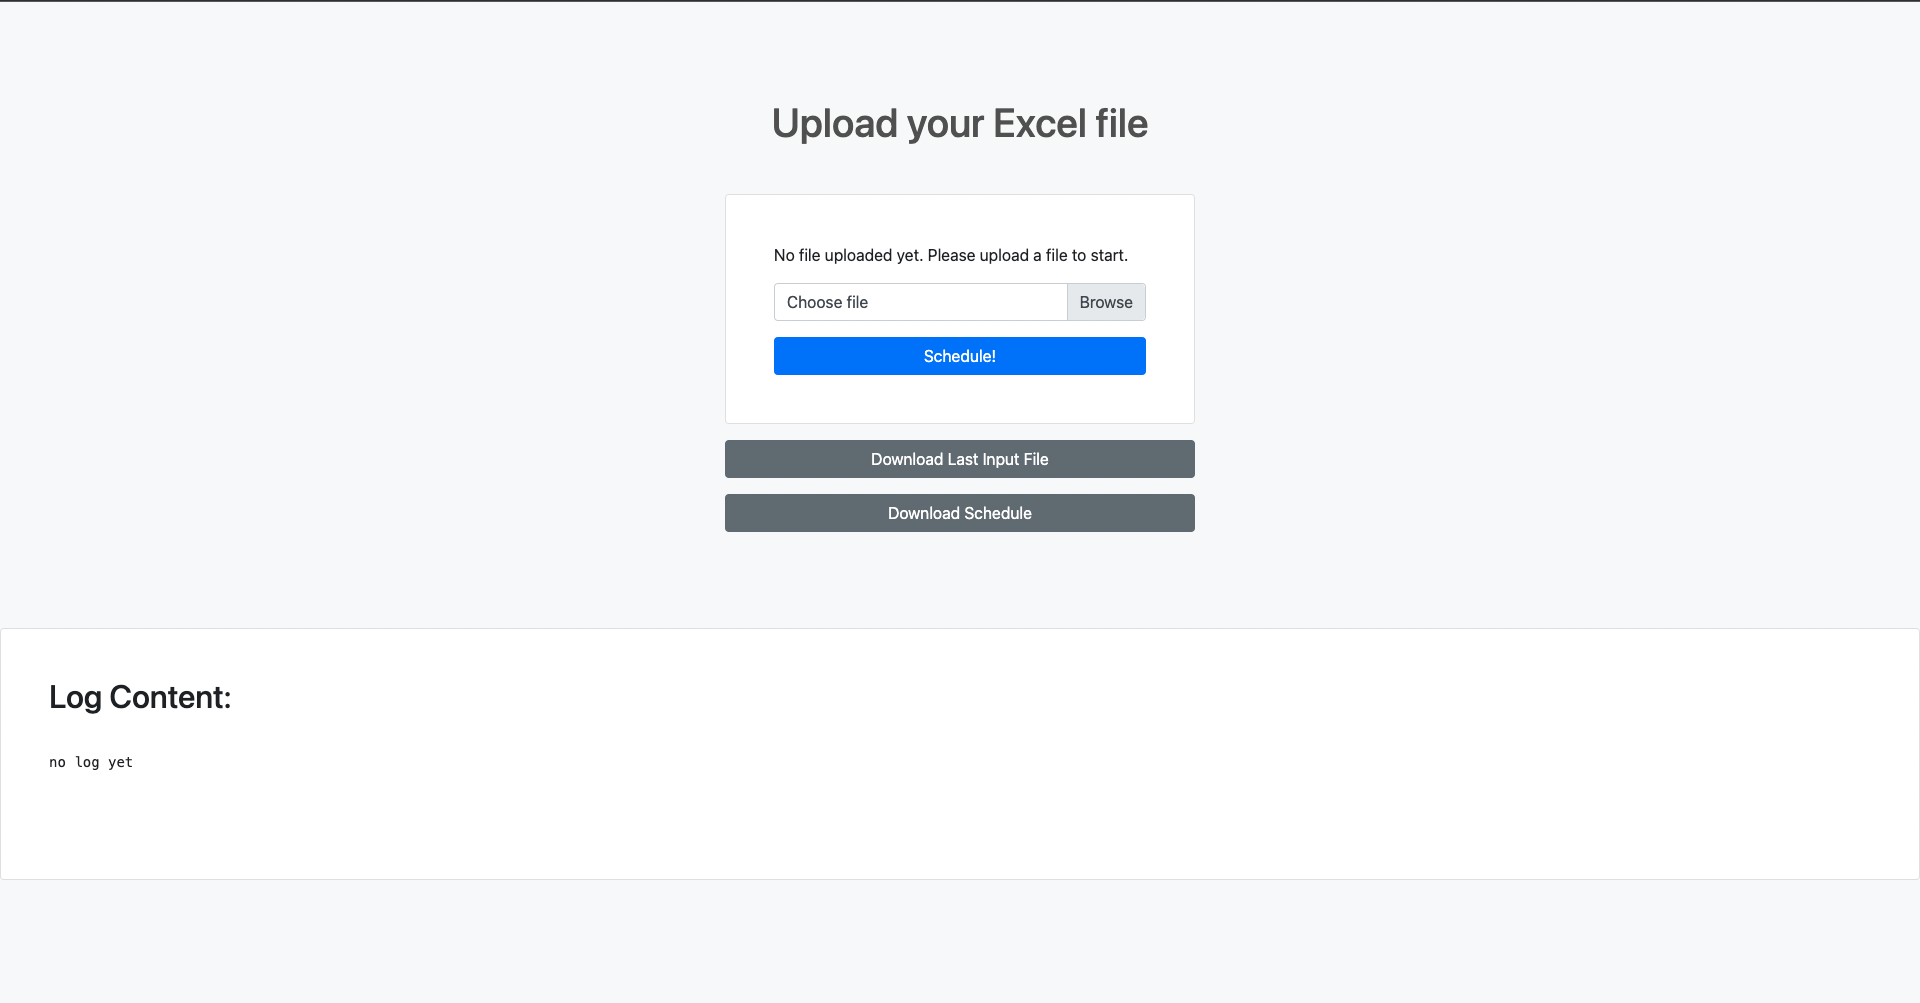 Upload your Excel file
No file uploaded yet. Please upload a file to start.
Choose file
Browse
Schedule!
Download Last Input File
Download Schedule
Log Content:
no log yet